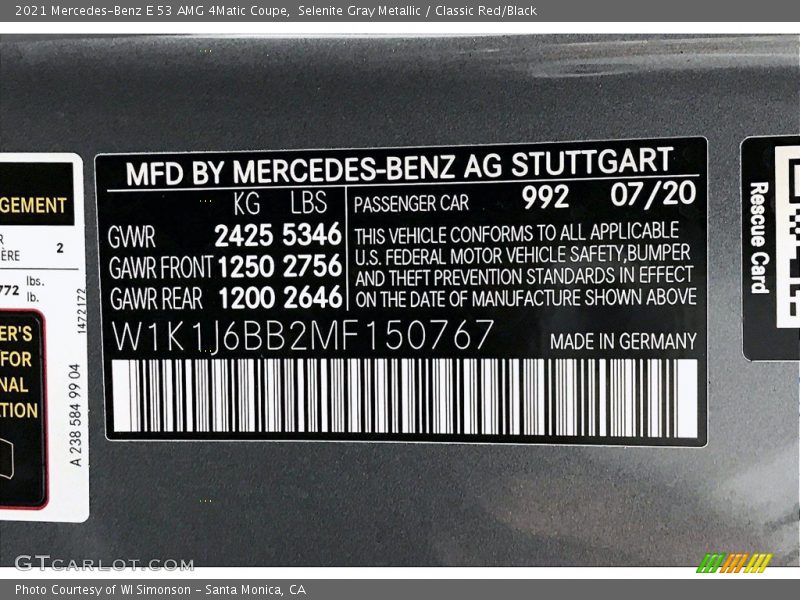 2021 Mercedes-Benz E 53 AMG 4Matic Coupe, Selenite Gray Metallic / Classic Red/Black
MFD BY MERCEDES-BENZ AG STUTTGART
KG LBS
GVWR 2425 5346
GAWR FRONT 1250 2756
GAWR REAR 1200 2646
PASSENGER CAR 992 07/20
THIS VEHICLE CONFORMS TO ALL APPLICABLE
U.S. FEDERAL MOTOR VEHICLE SAFETY,BUMPER
AND THEFT PREVENTION STANDARDS IN EFFECT
ON THE DATE OF MANUFACTURE SHOWN ABOVE
W1K1J6BB2MF150767
MADE IN GERMANY
GEMENT
R
ÈRE 2
772 lbs.
lb.
1472172
ER'S
FOR
NAL
TION
A 238 584 99 04
Rescue Card
GTCARLOT.COM
Photo Courtesy of WI Simonson - Santa Monica, CA